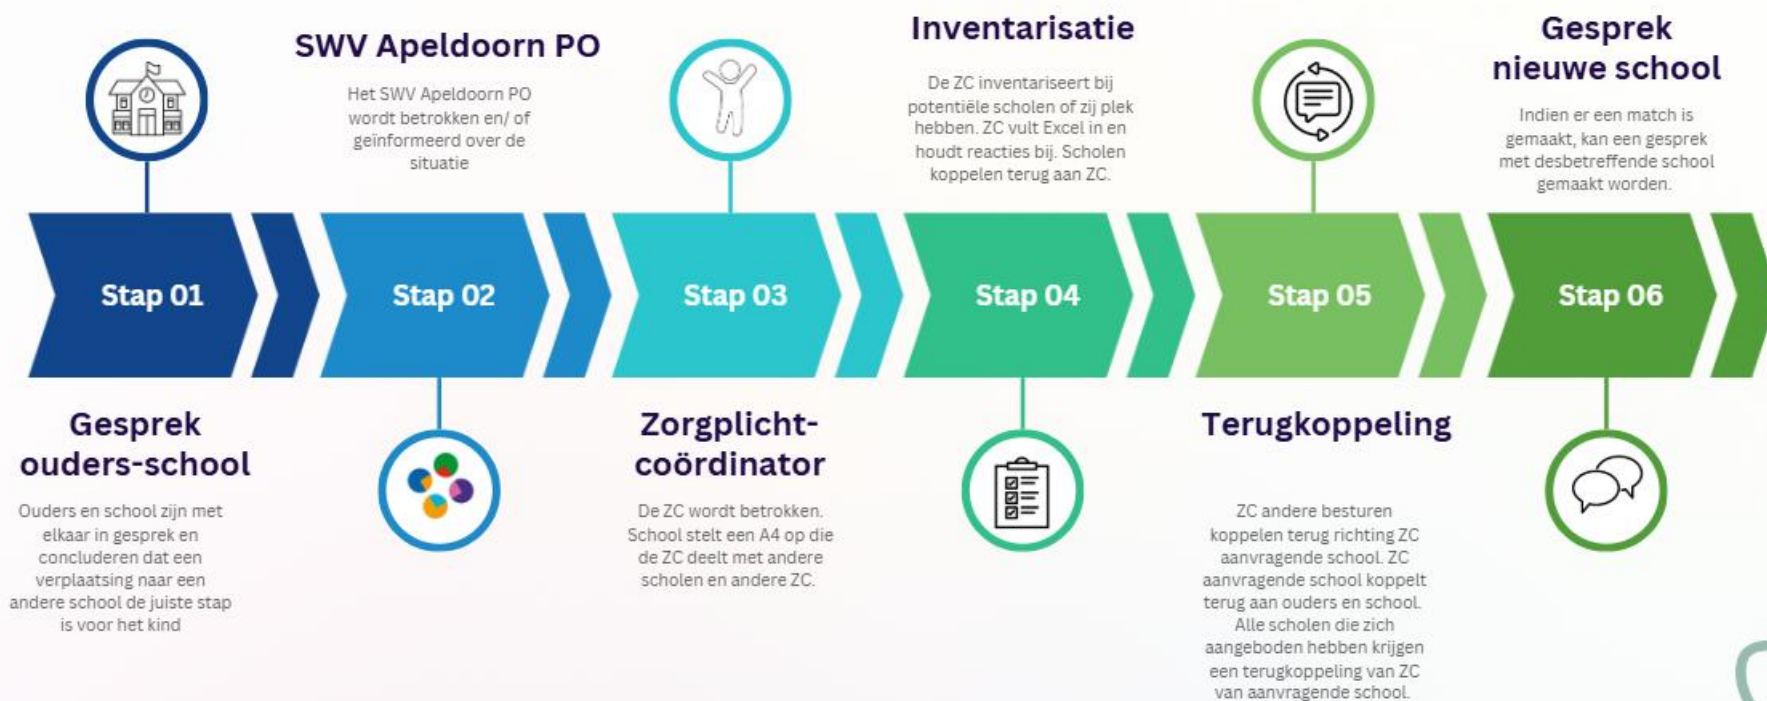 Stap 01
Gesprek
ouders-school
Ouders en school zijn met
elkaar in gesprek en
concluderen dat een
verplaatsing naar een
andere school de juiste stap
is voor het kind
SWV Apeldoorn PO
Het SWV Apeldoorn PO
wordt betrokken en/ of
geïnformeerd over de
situatie
Stap 02
Stap 03
Zorgplicht-
coördinator
De ZC wordt betrokken.
School stelt een A4 op die
de ZC deelt met andere
scholen en andere ZC.
Inventarisatie
De ZC inventariseert bij
potentiële scholen of zij plek
hebben. ZC vult Excel in en
houdt reacties bij. Scholen
koppelen terug aan ZC.
Stap 04
Stap 05
Terugkoppeling
ZC andere besturen
koppelen terug richting ZC
aanvragende school. ZC
aanvragende school koppelt
terug aan ouders en school.
Alle scholen die zich
aangeboden hebben krijgen
een terugkoppeling van ZC
van aanvragende school.
Gesprek
nieuwe school
Indien er een match is
gemaakt, kan een gesprek
met desbetreffende school
gemaakt worden.
Stap 06